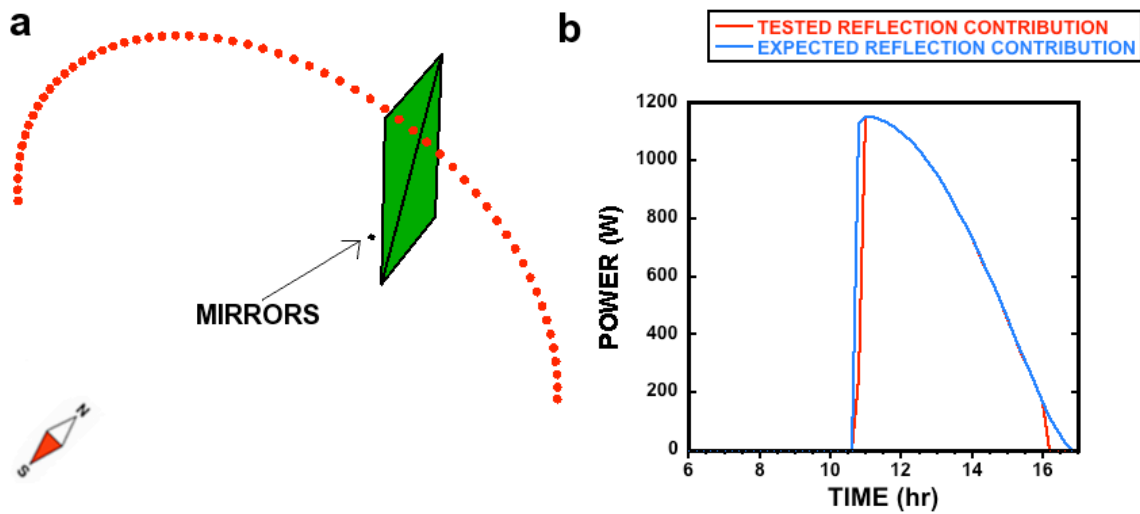 a
MIRRORS
N
S
b
TESTED REFLECTION CONTRIBUTION
EXPECTED REFLECTION CONTRIBUTION
POWER (W)
1200
1000
800
600
400
200
0
6 8 10 12 14 16
TIME (hr)